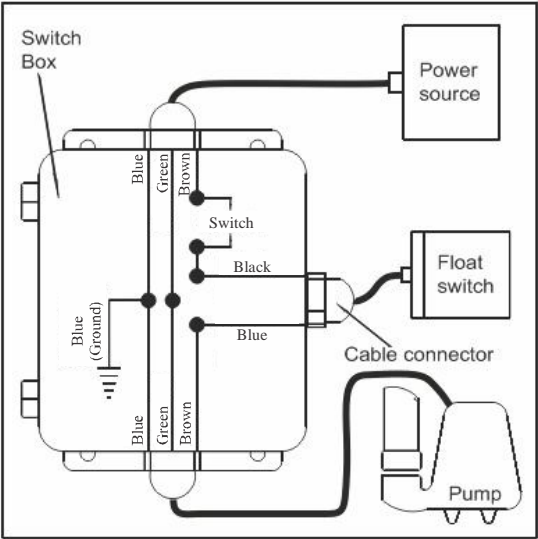 Switch
Box
Power
source
Blue
Green
Brown
Switch
Black
Float
switch
Blue
(Ground)
Blue
Cable connector
Blue
Green
Brown
Pump